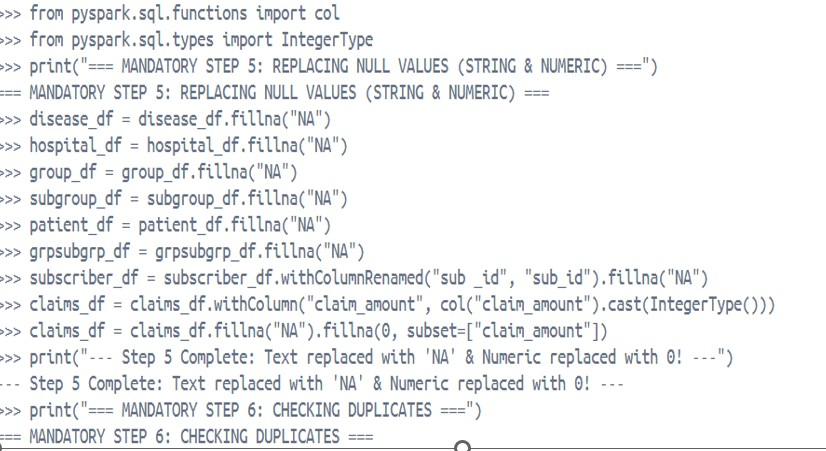 >>> from pyspark.sql.functions import col
>>> from pyspark.sql.types import IntegerType
>>> print("=== MANDATORY STEP 5: REPLACING NULL VALUES (STRING & NUMERIC) ===")
=== MANDATORY STEP 5: REPLACING NULL VALUES (STRING & NUMERIC) ===
>>> disease_df = disease_df.fillna("NA")
>>> hospital_df = hospital_df.fillna("NA")
>>> group_df = group_df.fillna("NA")
>>> subgroup_df = subgroup_df.fillna("NA")
>>> patient_df = patient_df.fillna("NA")
>>> grpsubgrp_df = grpsubgrp_df.fillna("NA")
>>> subscriber_df = subscriber_df.withColumnRenamed("sub _id", "sub_id").fillna("NA")
>>> claims_df = claims_df.withColumn("claim_amount", col("claim_amount").cast(IntegerType()))
>>> claims_df = claims_df.fillna("NA").fillna(0, subset=["claim_amount"])
>>> print("--- Step 5 Complete: Text replaced with 'NA' & Numeric replaced with 0! ---")
--- Step 5 Complete: Text replaced with 'NA' & Numeric replaced with 0! ---
>>> print("=== MANDATORY STEP 6: CHECKING DUPLICATES ===")
=== MANDATORY STEP 6: CHECKING DUPLICATES ===